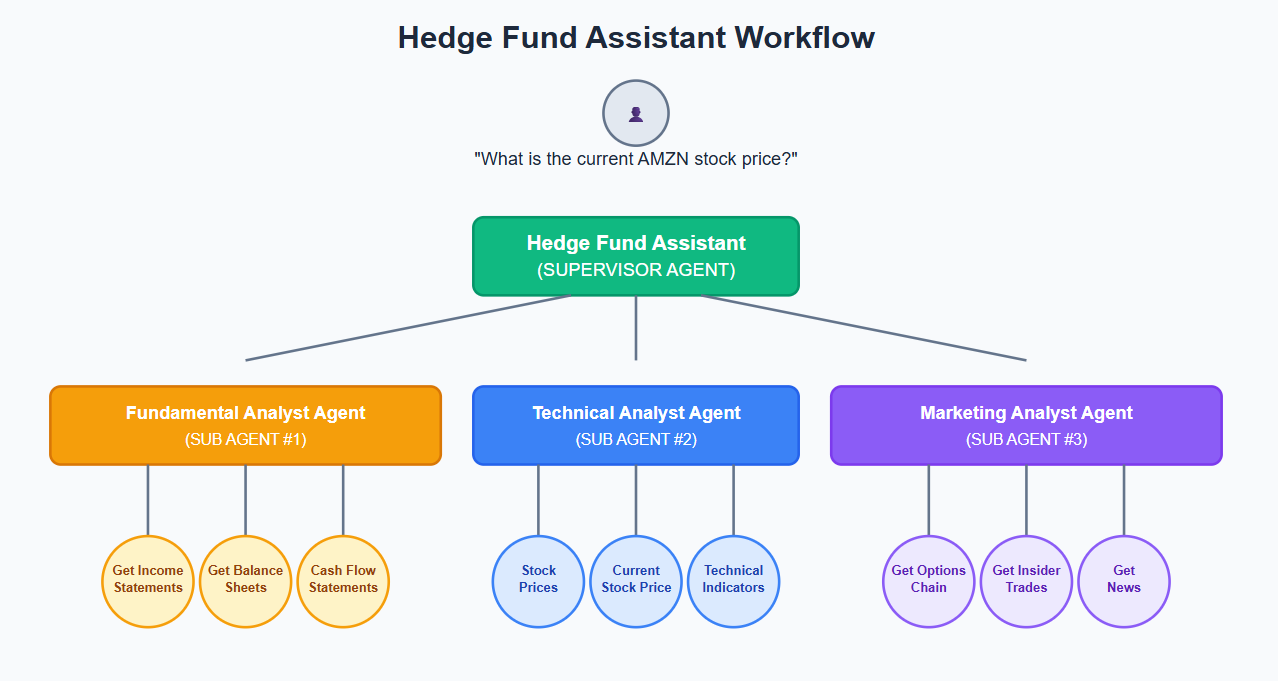 Hedge Fund Assistant Workflow
"What is the current AMZN stock price?"
Hedge Fund Assistant
(SUPERVISOR AGENT)
Fundamental Analyst Agent
(SUB AGENT #1)
Technical Analyst Agent
(SUB AGENT #2)
Marketing Analyst Agent
(SUB AGENT #3)
Get Income
Statements
Get Balance
Sheets
Cash Flow
Statements
Stock
Prices
Current
Stock Price
Technical
Indicators
Get Options
Chain
Get Insider
Trades
Get
News